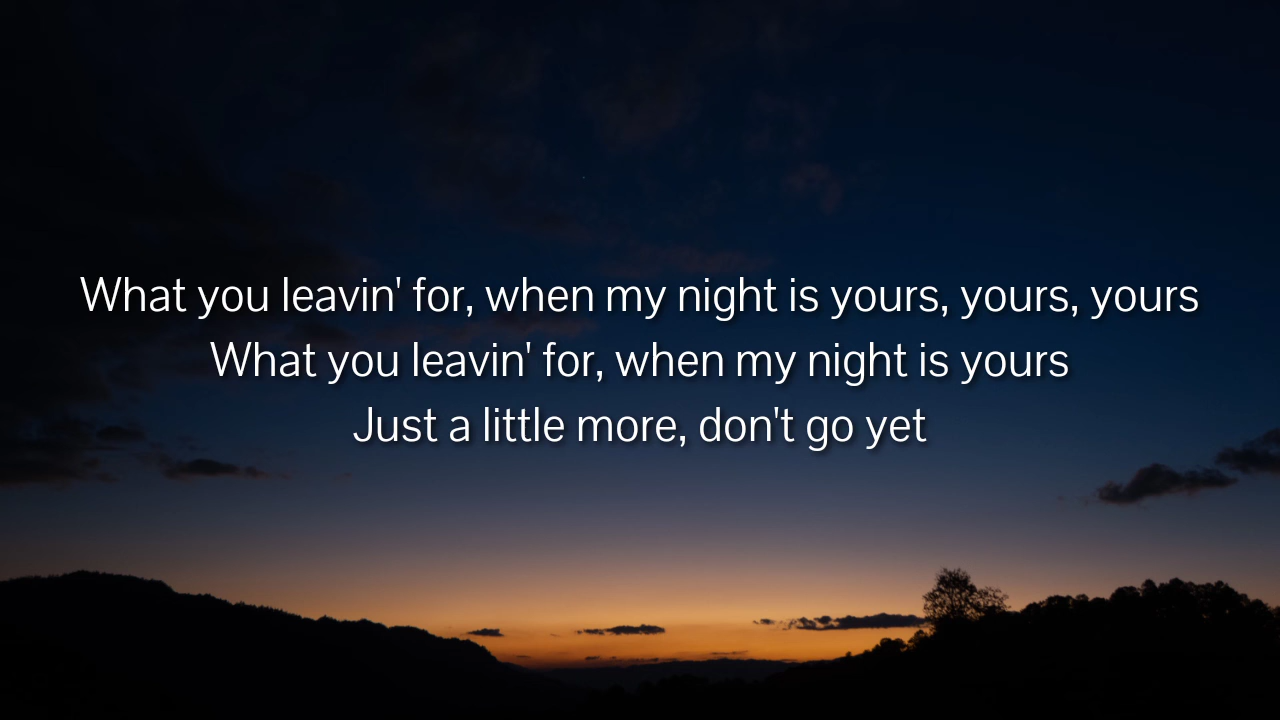 What you leavin' for, when my night is yours, yours, yours
What you leavin' for, when my night is yours
Just a little more, don't go yet